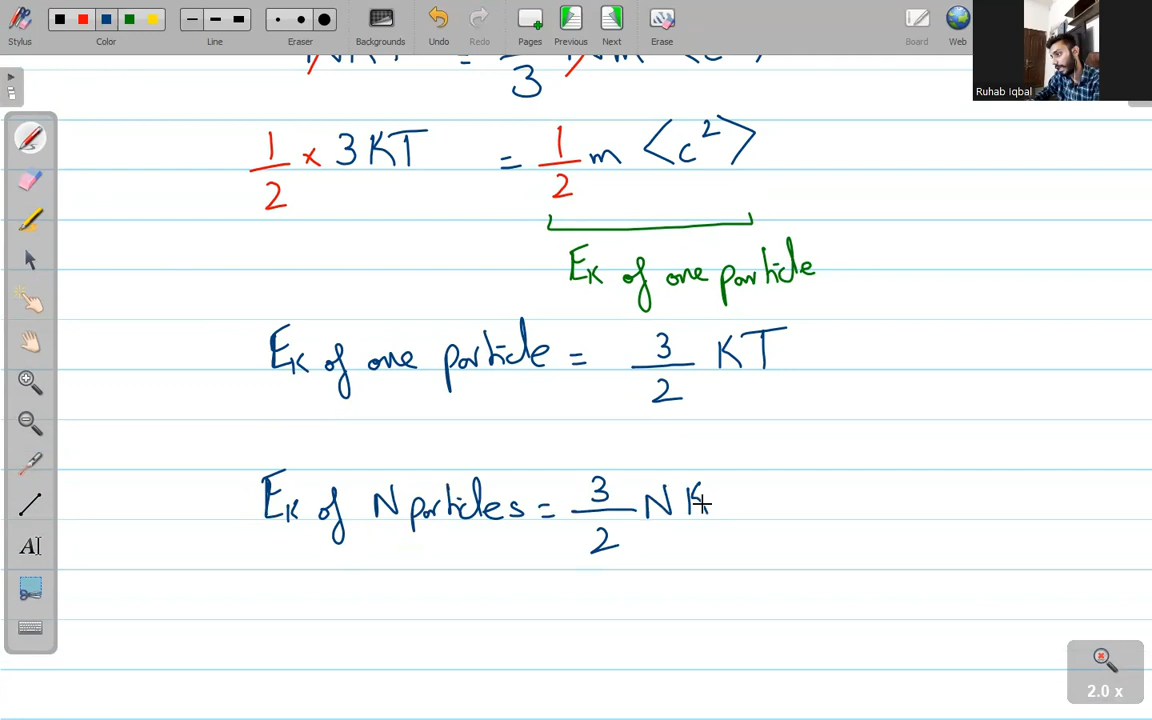 Stylus Color Line Eraser Backgrounds Undo Redo Pages Previous Next Erase Board Web
Ruhab Iqbal
3
1/2 × 3KT = 1/2 m <c²>
Eₖ of one particle
Eₖ of one particle = 3/2 KT
Eₖ of N particles = 3/2 N K
2.0 x